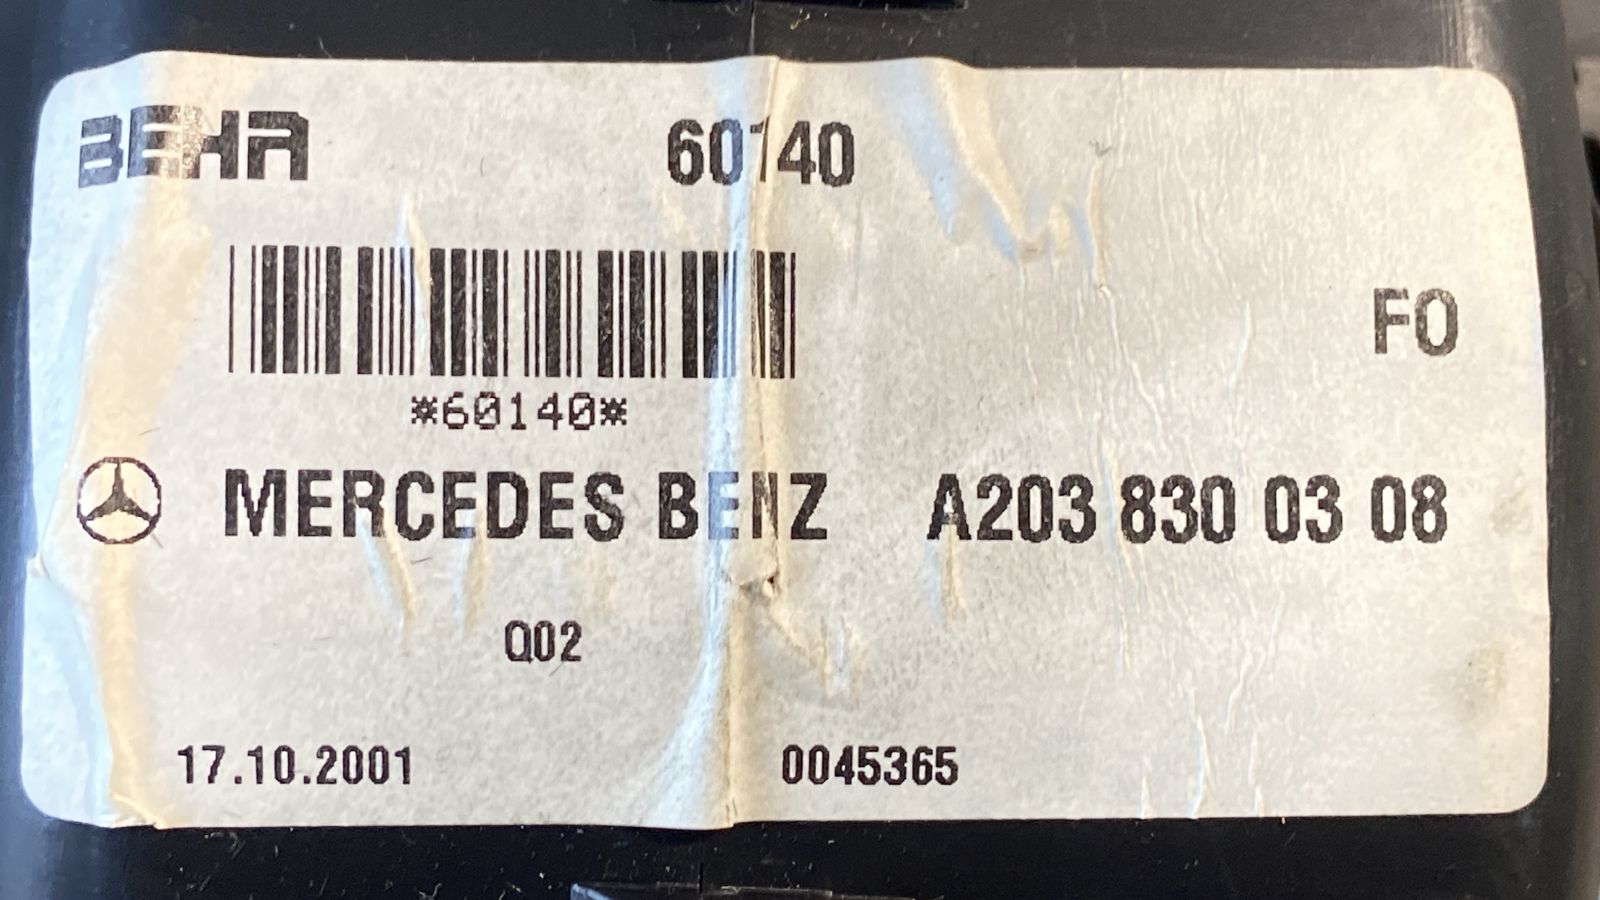 BEHR 60140
FO
*60140*
MERCEDES BENZ A203 830 03 08
Q02
17.10.2001 0045365